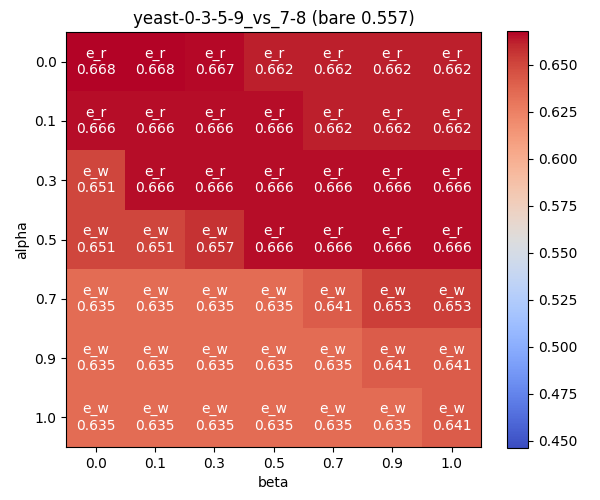 yeast-0-3-5-9_vs_7-8 (bare 0.557)
0.0 e_r e_r e_r e_r e_r e_r e_r
0.668 0.668 0.667 0.662 0.662 0.662 0.662
0.1 e_r e_r e_r e_r e_r e_r e_r
0.666 0.666 0.666 0.666 0.662 0.662 0.662
0.3 e_w e_r e_r e_r e_r e_r e_r
0.651 0.666 0.666 0.666 0.666 0.666 0.666
0.5 e_w e_w e_w e_r e_r e_r e_r
0.651 0.651 0.657 0.666 0.666 0.666 0.666
0.7 e_w e_w e_w e_w e_w e_w e_w
0.635 0.635 0.635 0.635 0.641 0.653 0.653
0.9 e_w e_w e_w e_w e_w e_w e_w
0.635 0.635 0.635 0.635 0.635 0.641 0.641
1.0 e_w e_w e_w e_w e_w e_w e_w
0.635 0.635 0.635 0.635 0.635 0.635 0.641
0.0 0.1 0.3 0.5 0.7 0.9 1.0
beta
alpha
0.650
0.625
0.600
0.575
0.550
0.525
0.500
0.475
0.450